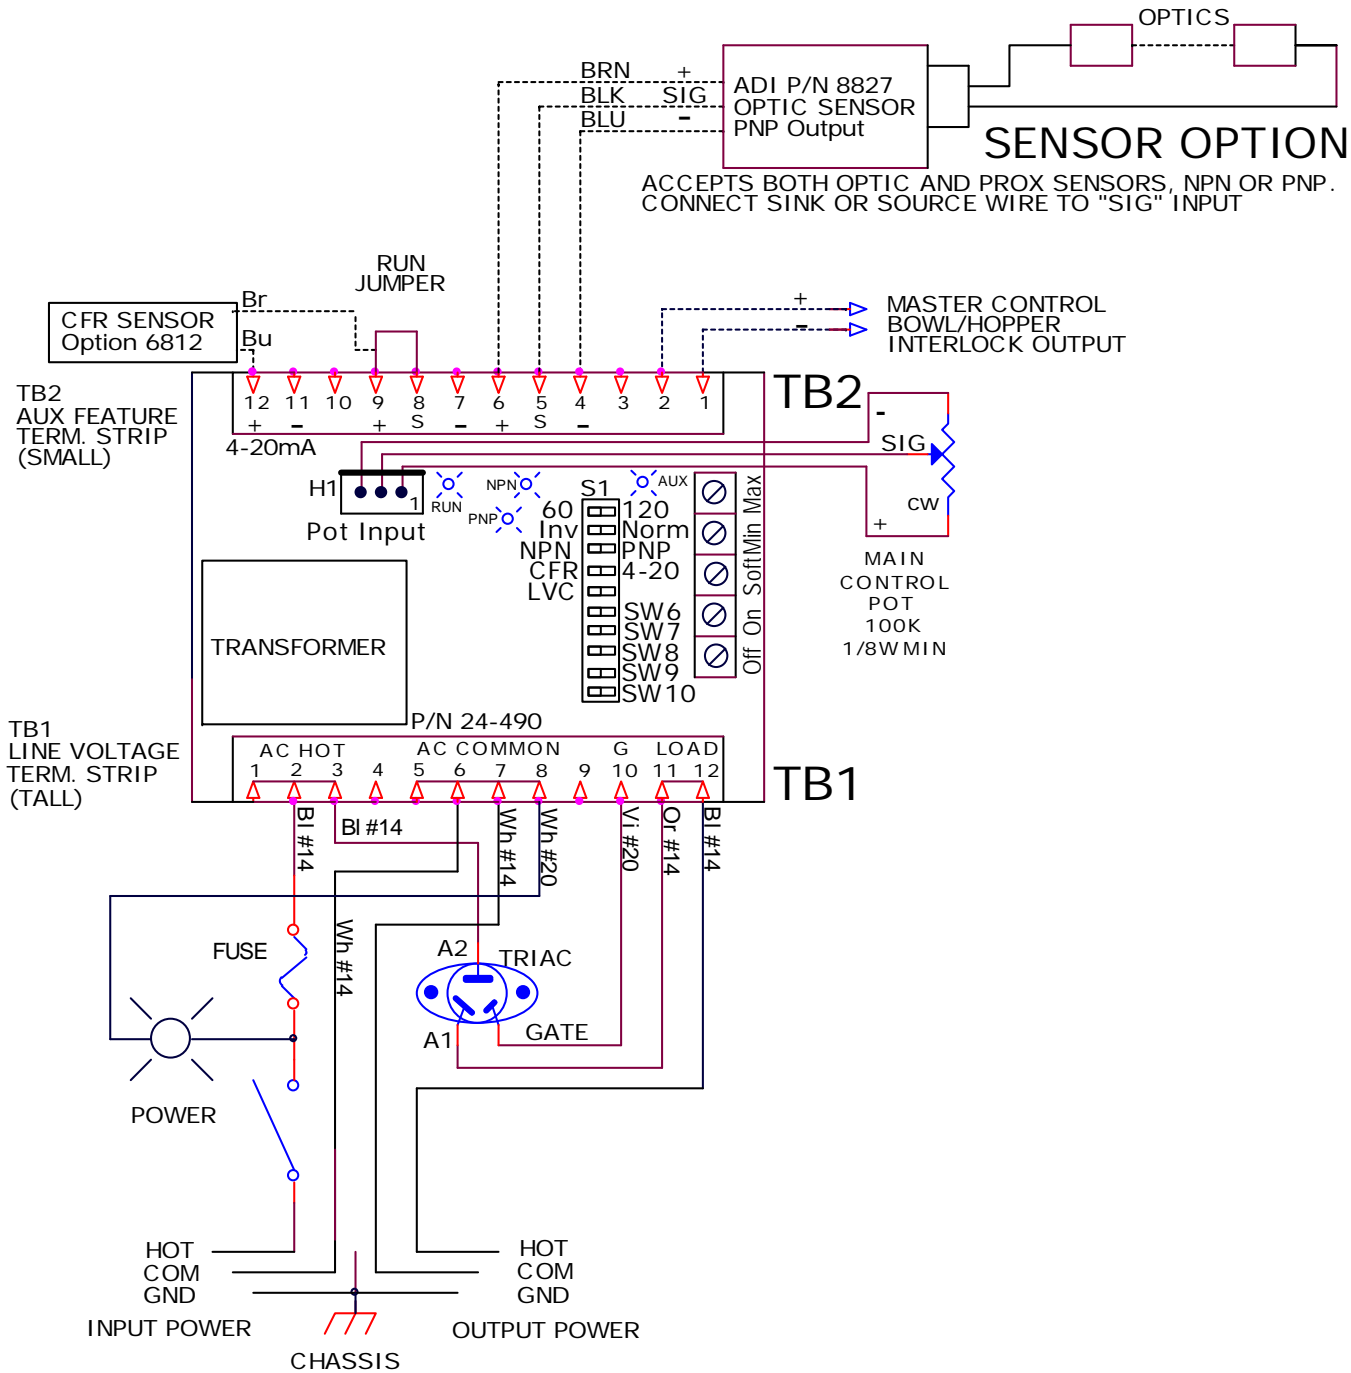 OPTICS
BRN +
BLK SIG
BLU -
ADI P/N 8827
OPTIC SENSOR
PNP Output
SENSOR OPTION
ACCEPTS BOTH OPTIC AND PROX SENSORS, NPN OR PNP.
CONNECT SINK OR SOURCE WIRE TO "SIG" INPUT
RUN
JUMPER
CFR SENSOR
Option 6812
Br
Bu
+
-
MASTER CONTROL
BOWL/HOPPER
INTERLOCK OUTPUT
TB2
AUX FEATURE
TERM. STRIP
(SMALL)
12 11 10 9 8 7 6 5 4 3 2 1
+ - + S - + S -
4-20mA
TB2
-
SIG
CW
+
MAIN
CONTROL
POT
100K
1/8W MIN
H1
1
Pot Input
RUN
NPN
PNP
AUX
S1
60 120
Inv Norm
NPN PNP
CFR 4-20
LVC
SW6
SW7
SW8
SW9
SW10
Max
Min
Soft
On
Off
TRANSFORMER
P/N 24-490
TB1
LINE VOLTAGE
TERM. STRIP
(TALL)
AC HOT AC COMMON G LOAD
1 2 3 4 5 6 7 8 9 10 11 12
TB1
Bl #14
Bl #14
Wh #14
Wh #20
Vi #20
Or #14
Bl #14
Wh #14
FUSE
A2
TRIAC
A1
GATE
POWER
HOT
COM
GND
INPUT POWER
HOT
COM
GND
OUTPUT POWER
CHASSIS